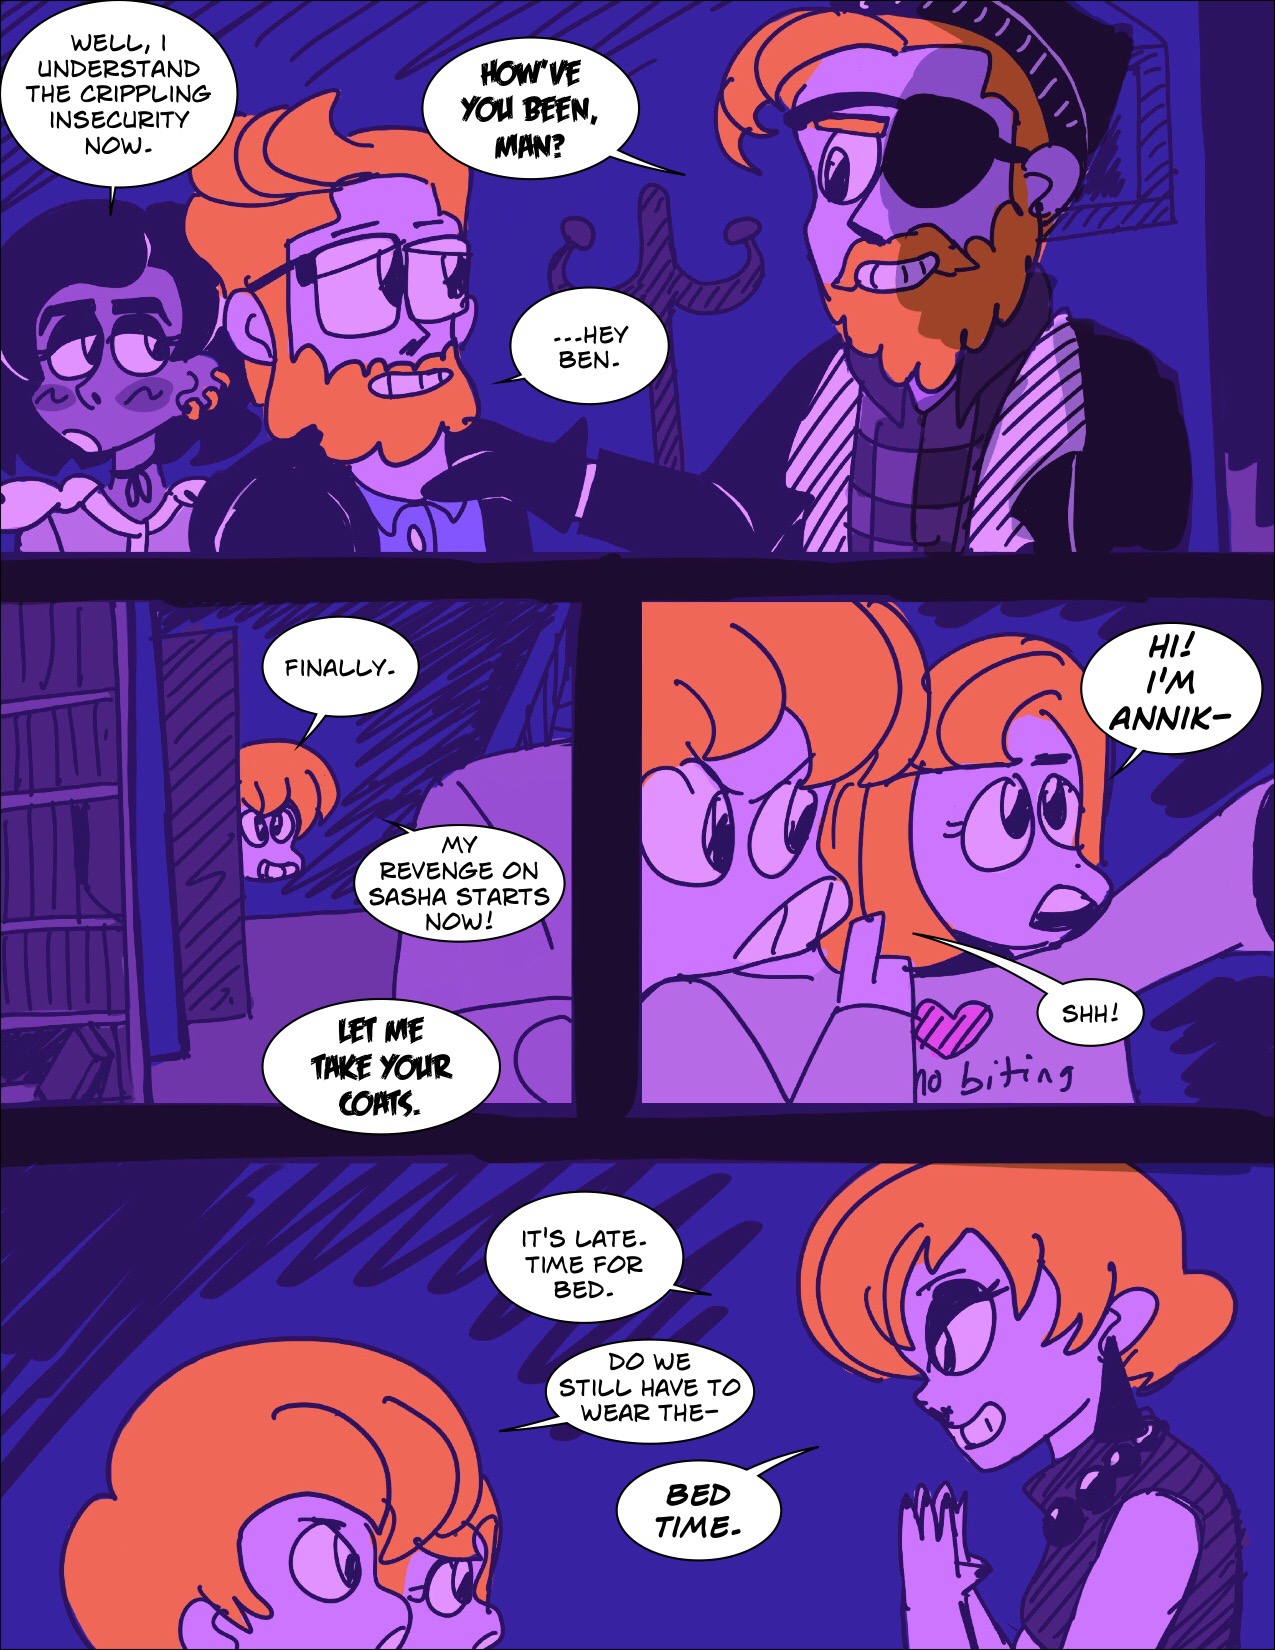 WELL, I
UNDERSTAND
THE CRIPPLING
INSECURITY
NOW.
HOW'VE
YOU BEEN,
MAN?
---HEY
BEN.
FINALLY.
MY
REVENGE ON
SASHA STARTS
NOW!
LET ME
TAKE YOUR
COATS.
HI!
I'M
ANNIK-
SHH!
no biting
IT'S LATE.
TIME FOR
BED.
DO WE
STILL HAVE TO
WEAR THE-
BED
TIME.